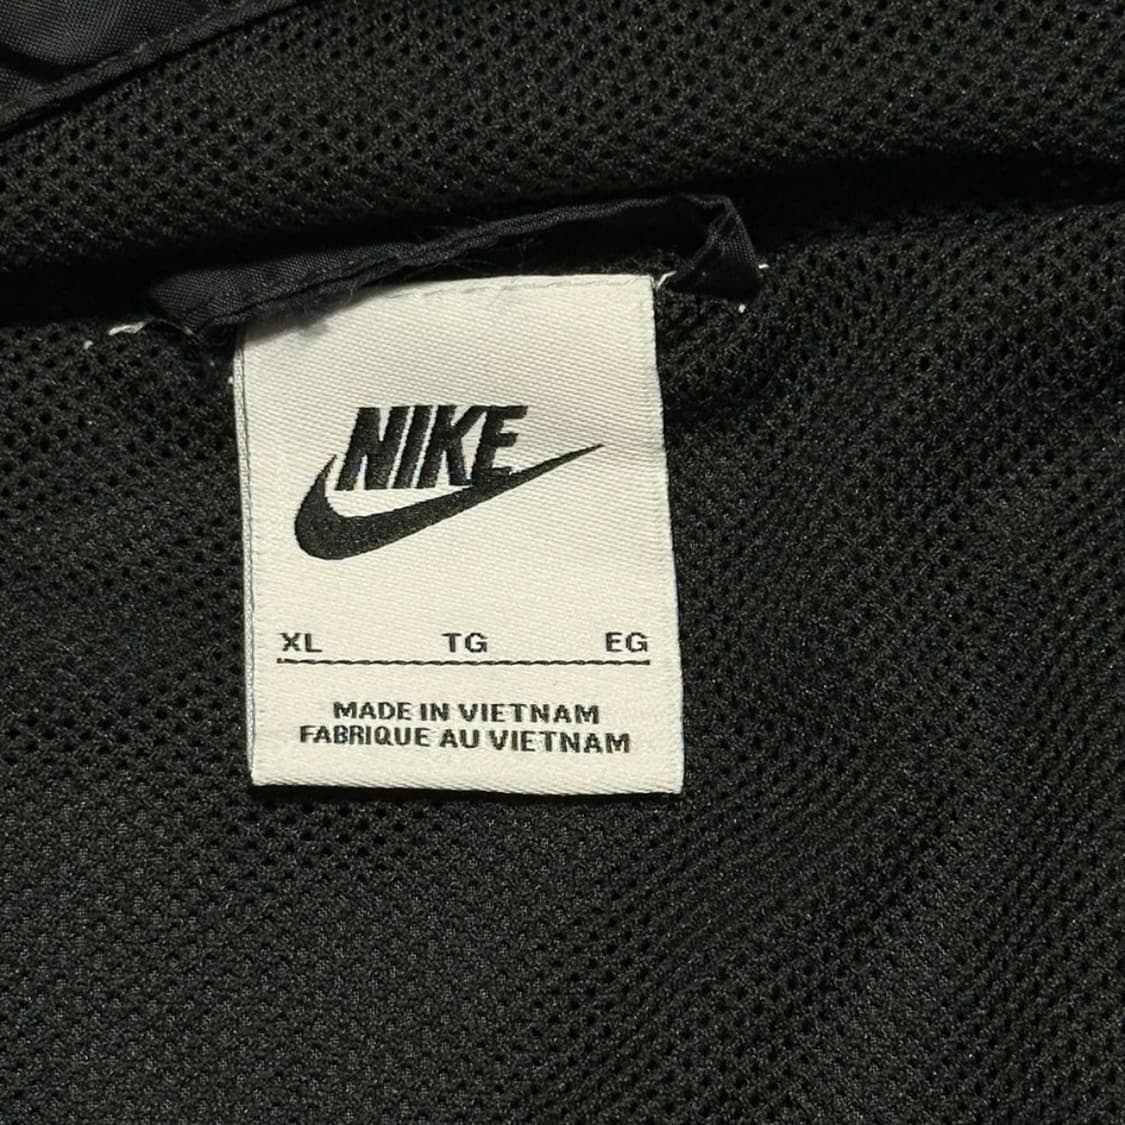 NIKE
XL TG EG
MADE IN VIETNAM
FABRIQUE AU VIETNAM